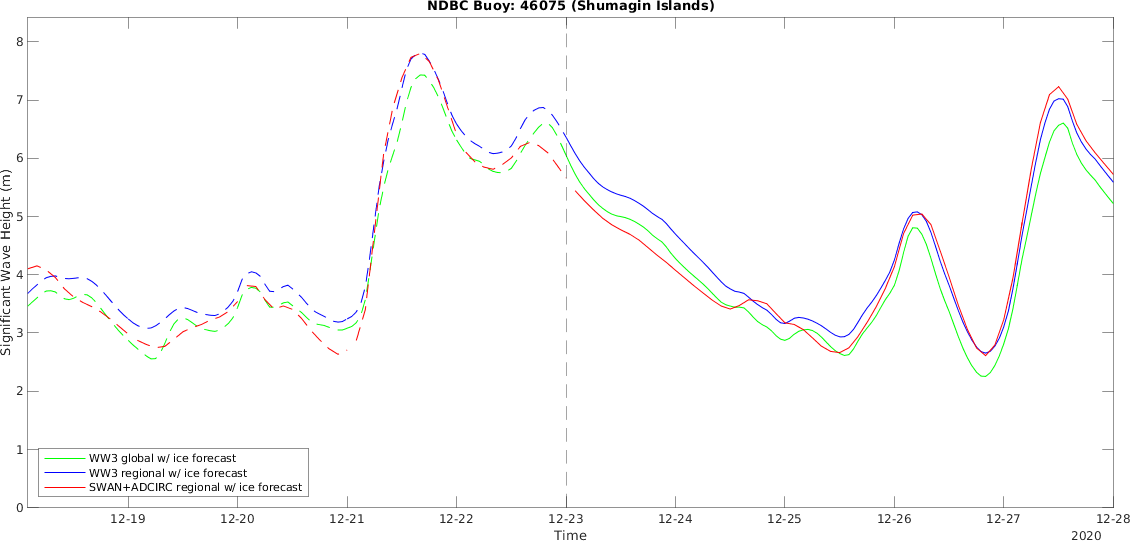 NDBC Buoy: 46075 (Shumagin Islands)
8
7
6
5
4
3
2
1
0
Significant Wave Height (m)
WW3 global w/ ice forecast
WW3 regional w/ ice forecast
SWAN+ADCIRC regional w/ ice forecast
12-19 12-20 12-21 12-22 12-23 12-24 12-25 12-26 12-27 12-28
Time
2020